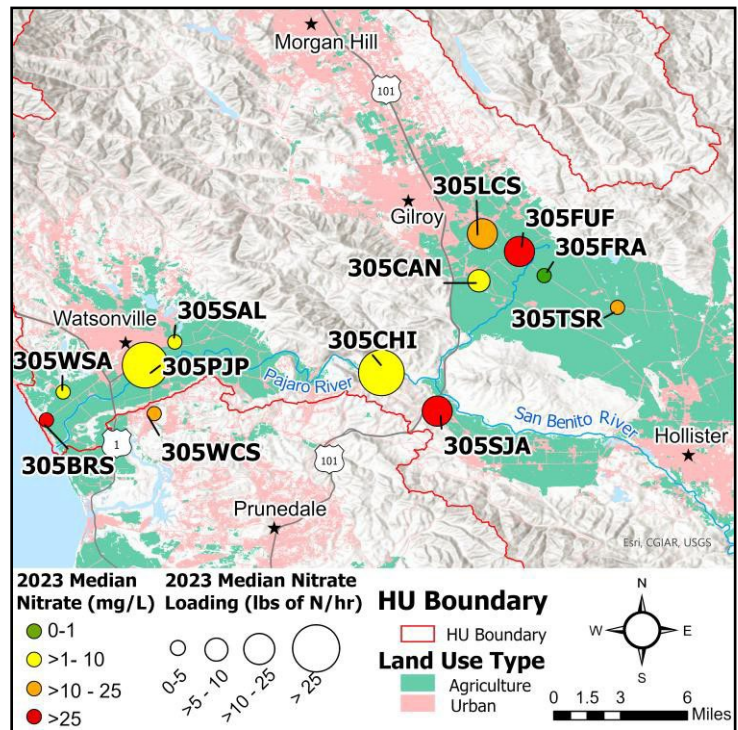 Morgan Hill
101
305LCS
Gilroy
305FUF
305FRA
305CAN
305TSR
305SAL
Watsonville
305CHI
305WSA
305PJP
Pajaro River
San Benito River
305WCS
305SJA
Hollister
1
305BRS
101
Prunedale
Esri, CGIAR, USGS
2023 Median
Nitrate (mg/L)
0-1
>1- 10
>10 - 25
>25
2023 Median Nitrate
Loading (lbs of N/hr)
0-5
>5 - 10
>10 - 25
> 25
HU Boundary
HU Boundary
Land Use Type
Agriculture
Urban
N
W
E
S
0 1.5 3 6
Miles